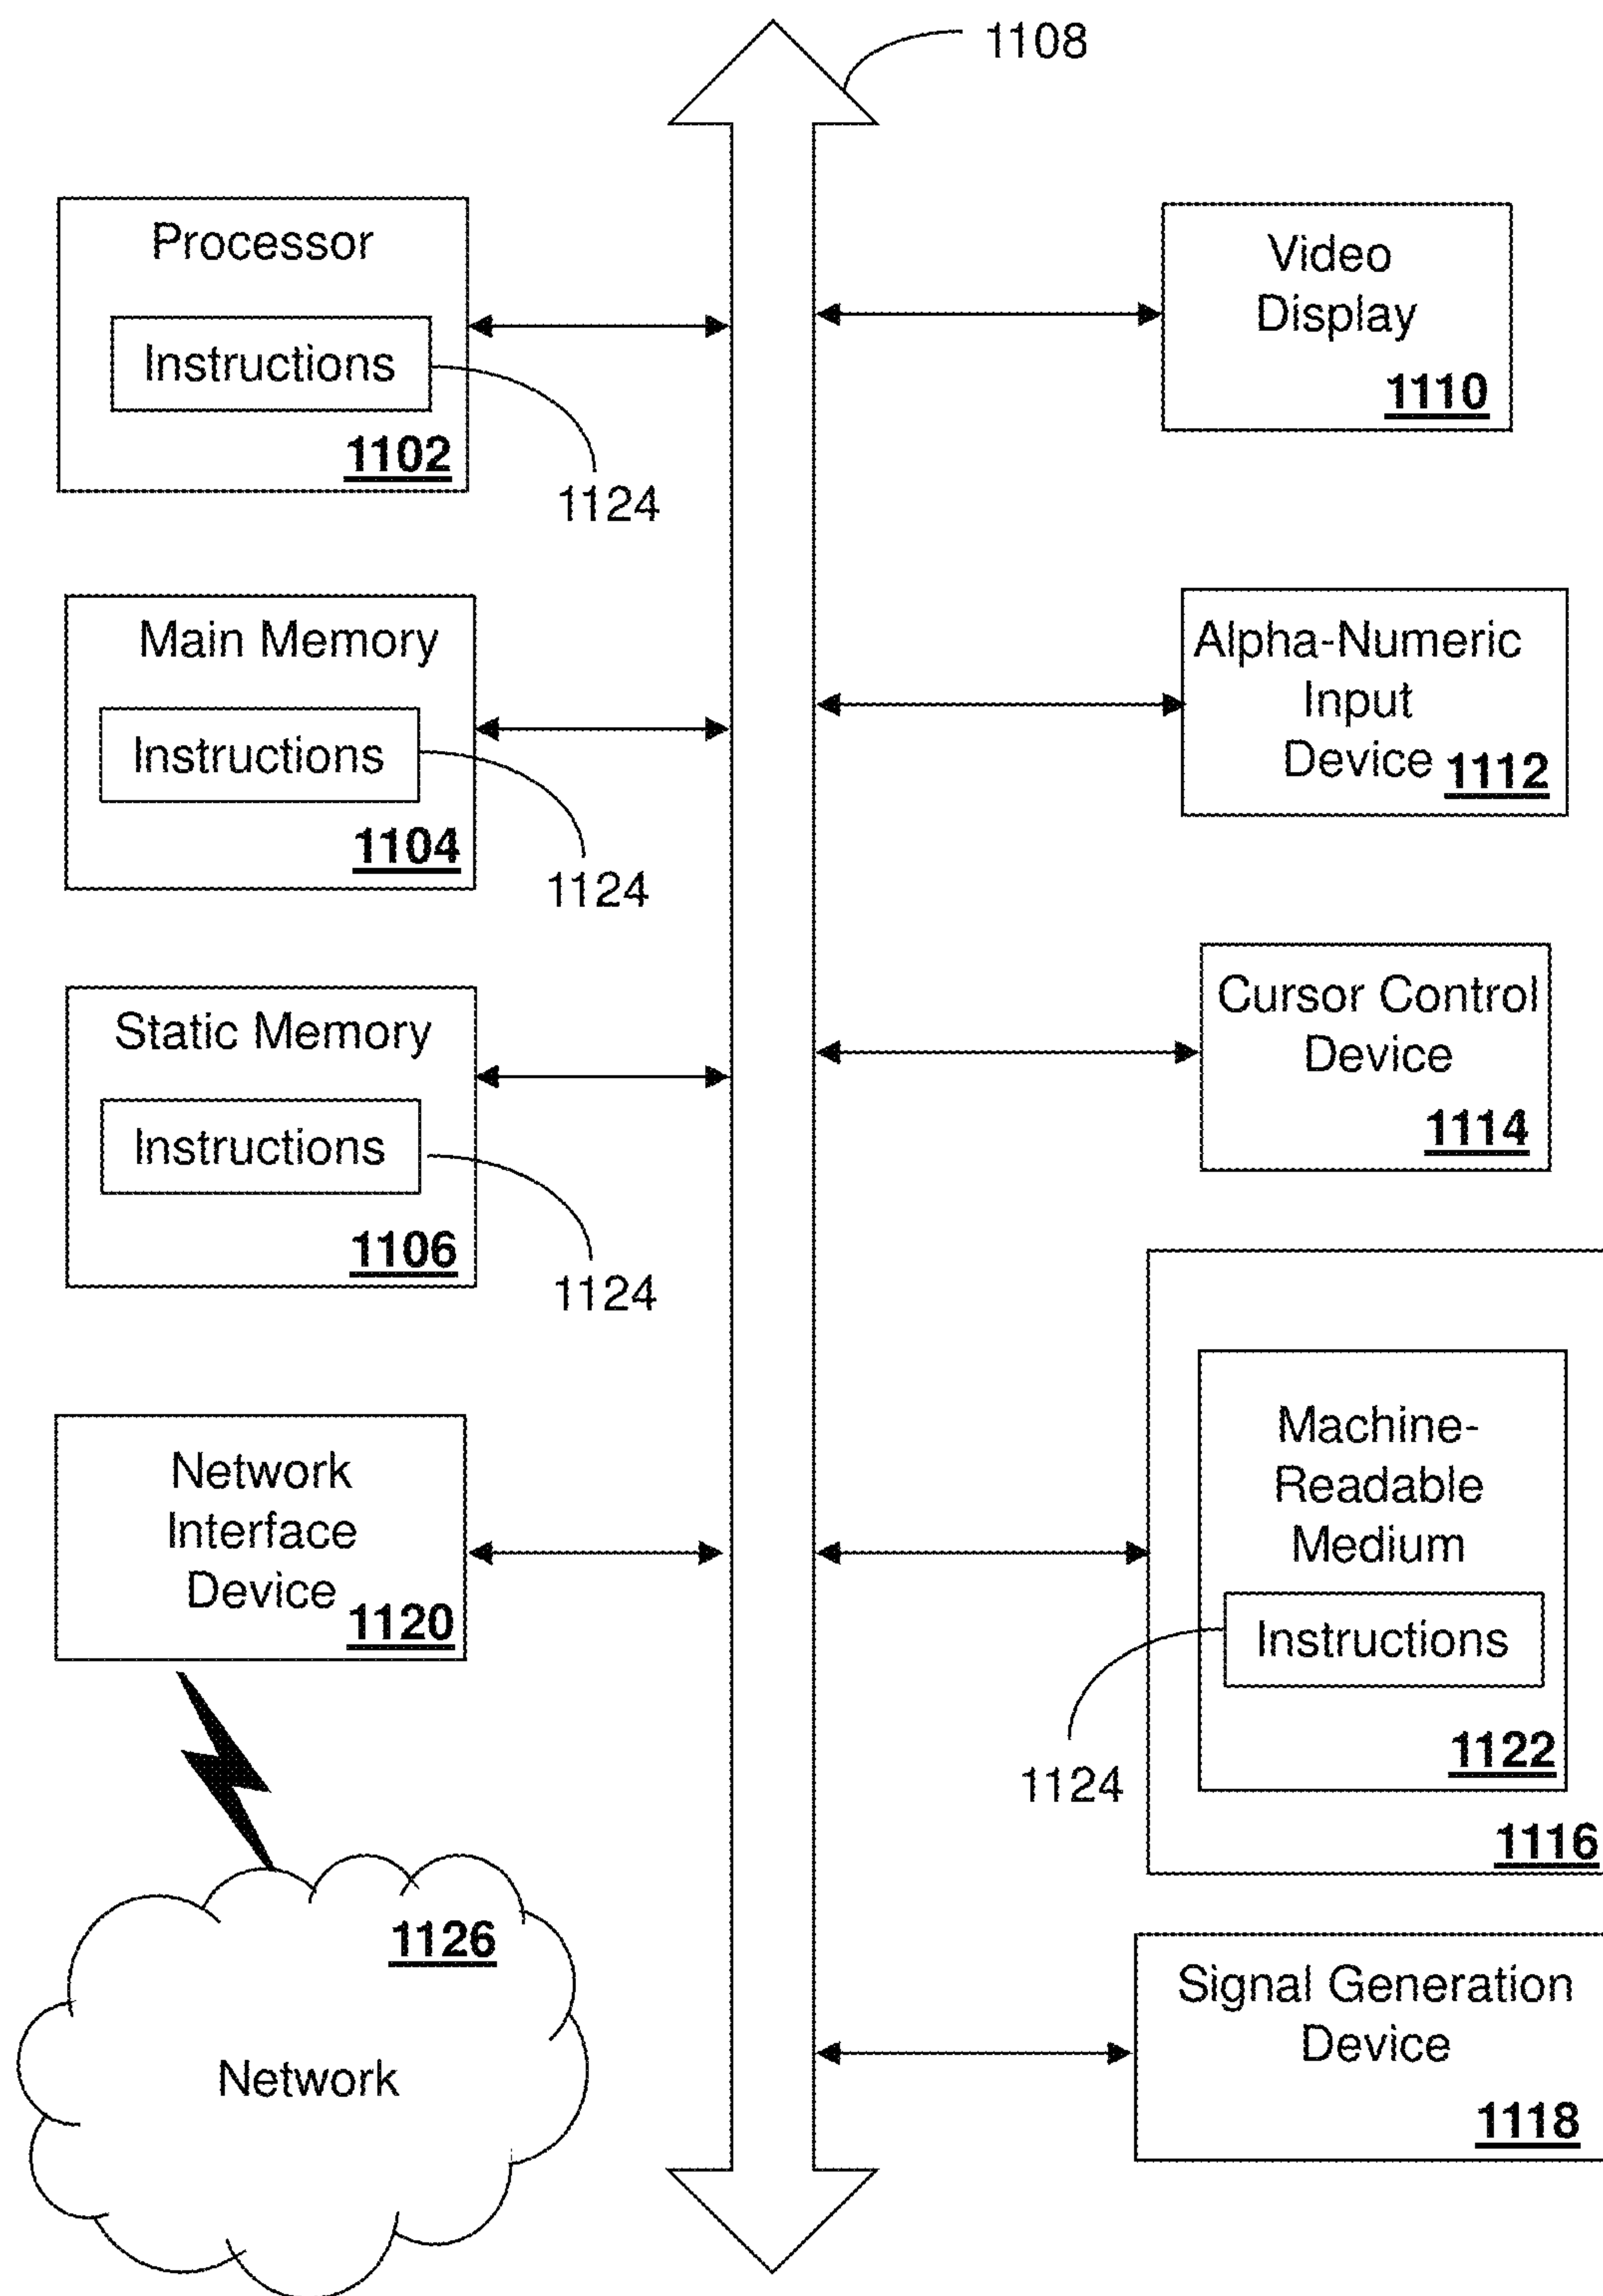 1108
Processor
Instructions
1102
1124
Main Memory
Instructions
1104
1124
Static Memory
Instructions
1106
1124
Network
Interface
Device
1120
1126
Network
Video
Display
1110
Alpha-Numeric
Input
Device 1112
Cursor Control
Device
1114
Machine-
Readable
Medium
Instructions
1122
1124
1116
Signal Generation
Device
1118